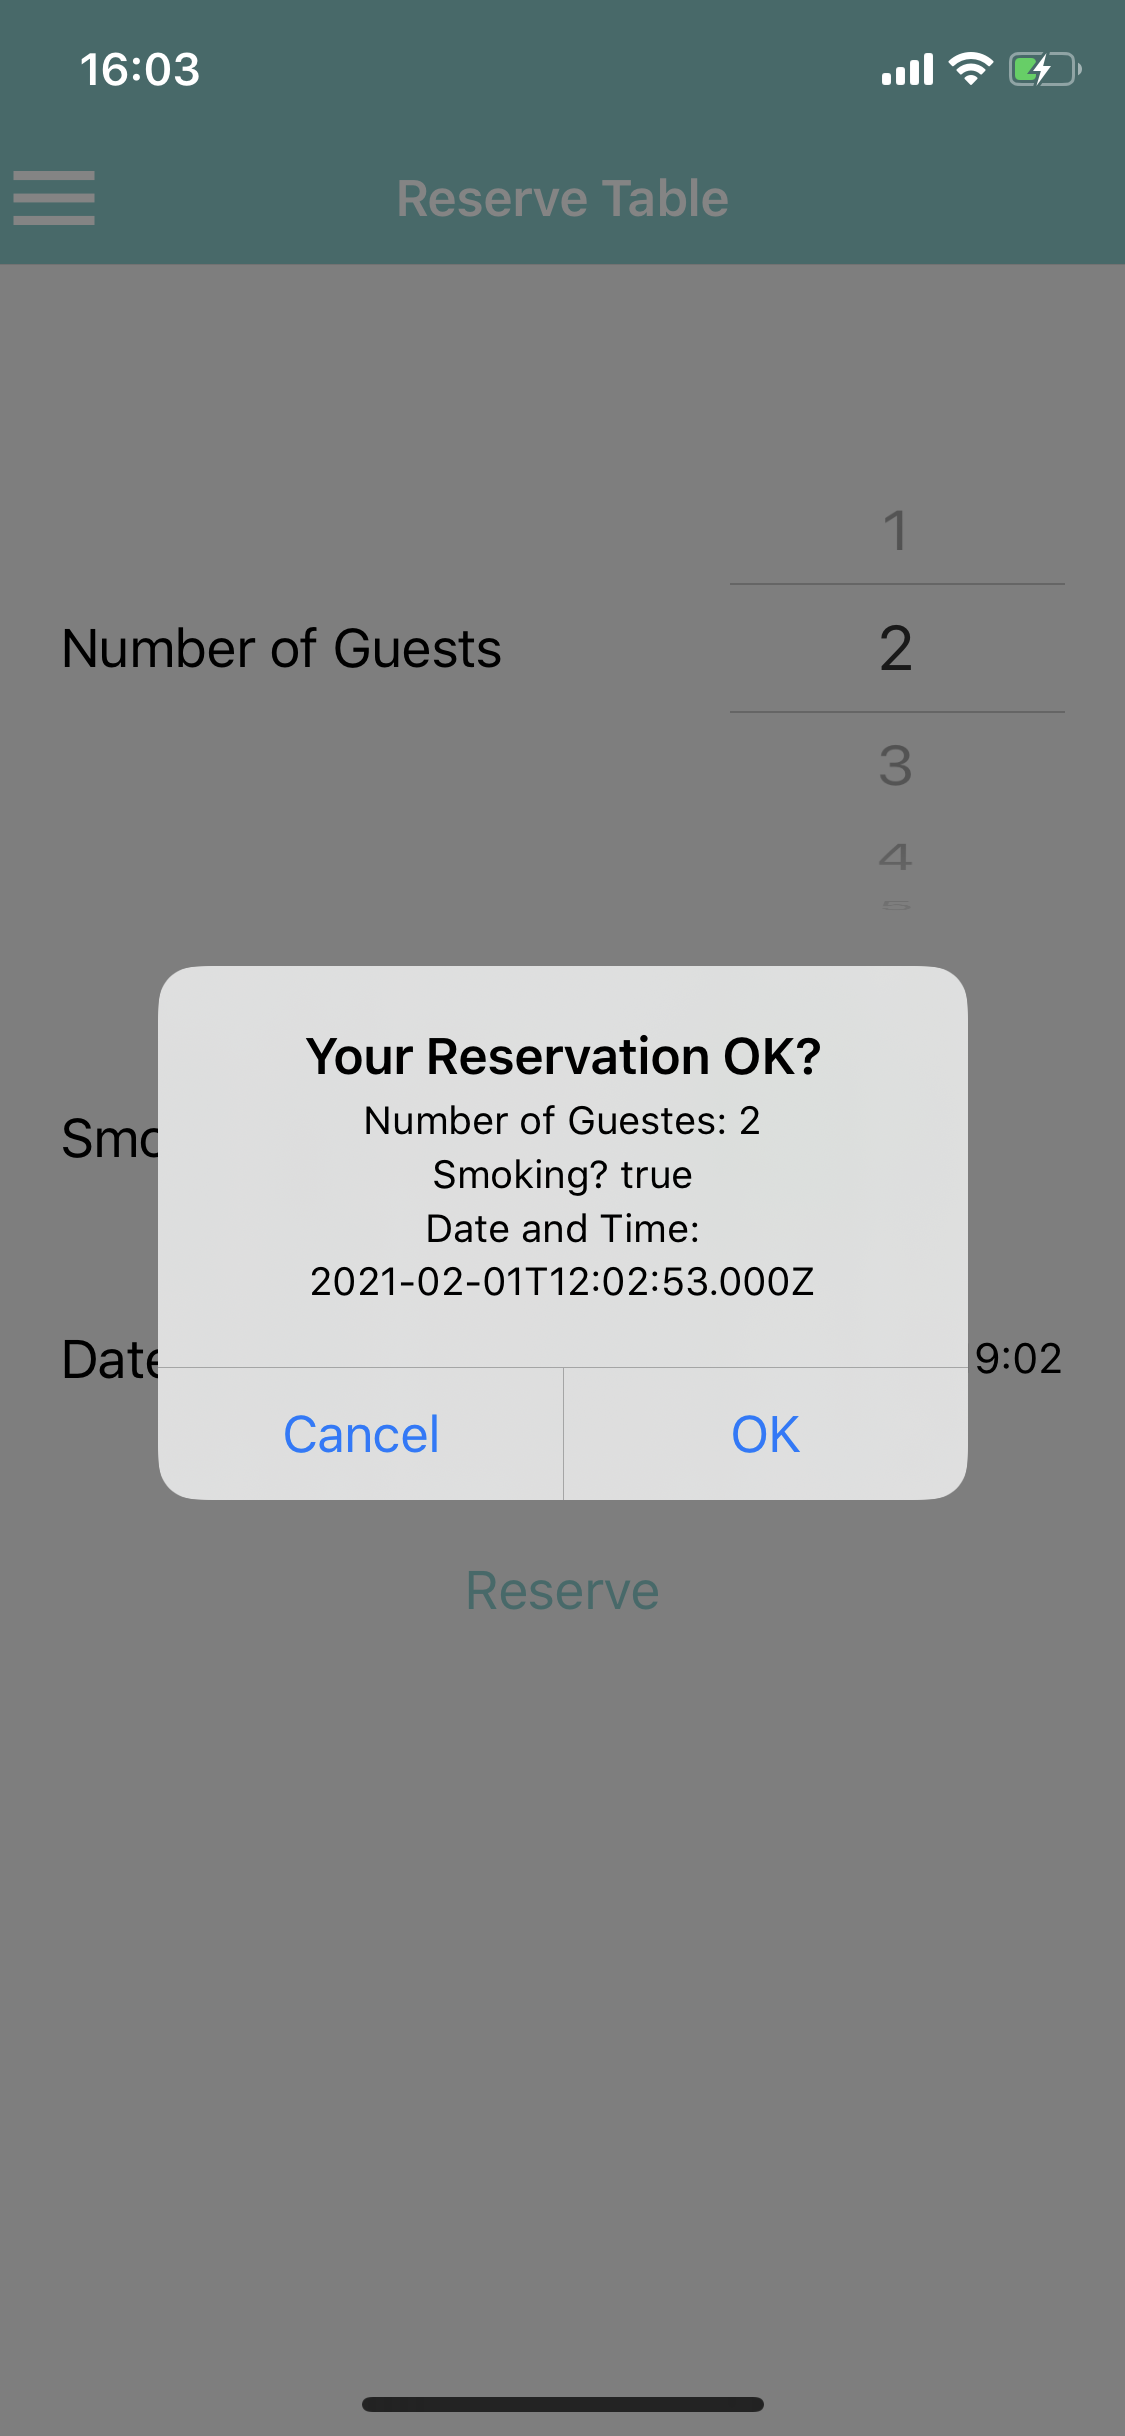 16:03
Reserve Table
1
Number of Guests
2
3
4
5
Your Reservation OK?
Number of Guestes: 2
Smoking? true
Date and Time:
2021-02-01T12:02:53.000Z
Smo
Date
9:02
Cancel
OK
Reserve